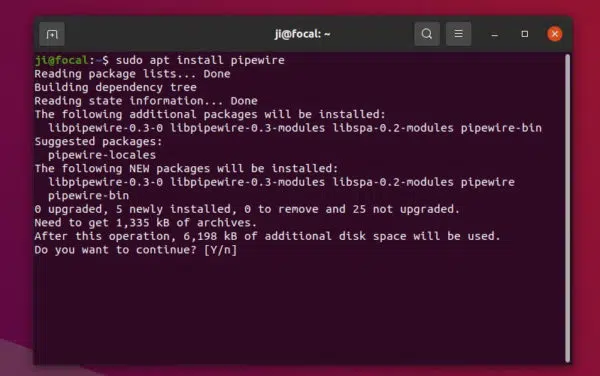 ji@focal: ~
ji@focal:~$ sudo apt install pipewire
Reading package lists... Done
Building dependency tree
Reading state information... Done
The following additional packages will be installed:
  libpipewire-0.3-0 libpipewire-0.3-modules libspa-0.2-modules pipewire-bin
Suggested packages:
  pipewire-locales
The following NEW packages will be installed:
  libpipewire-0.3-0 libpipewire-0.3-modules libspa-0.2-modules pipewire
  pipewire-bin
0 upgraded, 5 newly installed, 0 to remove and 25 not upgraded.
Need to get 1,335 kB of archives.
After this operation, 6,198 kB of additional disk space will be used.
Do you want to continue? [Y/n]